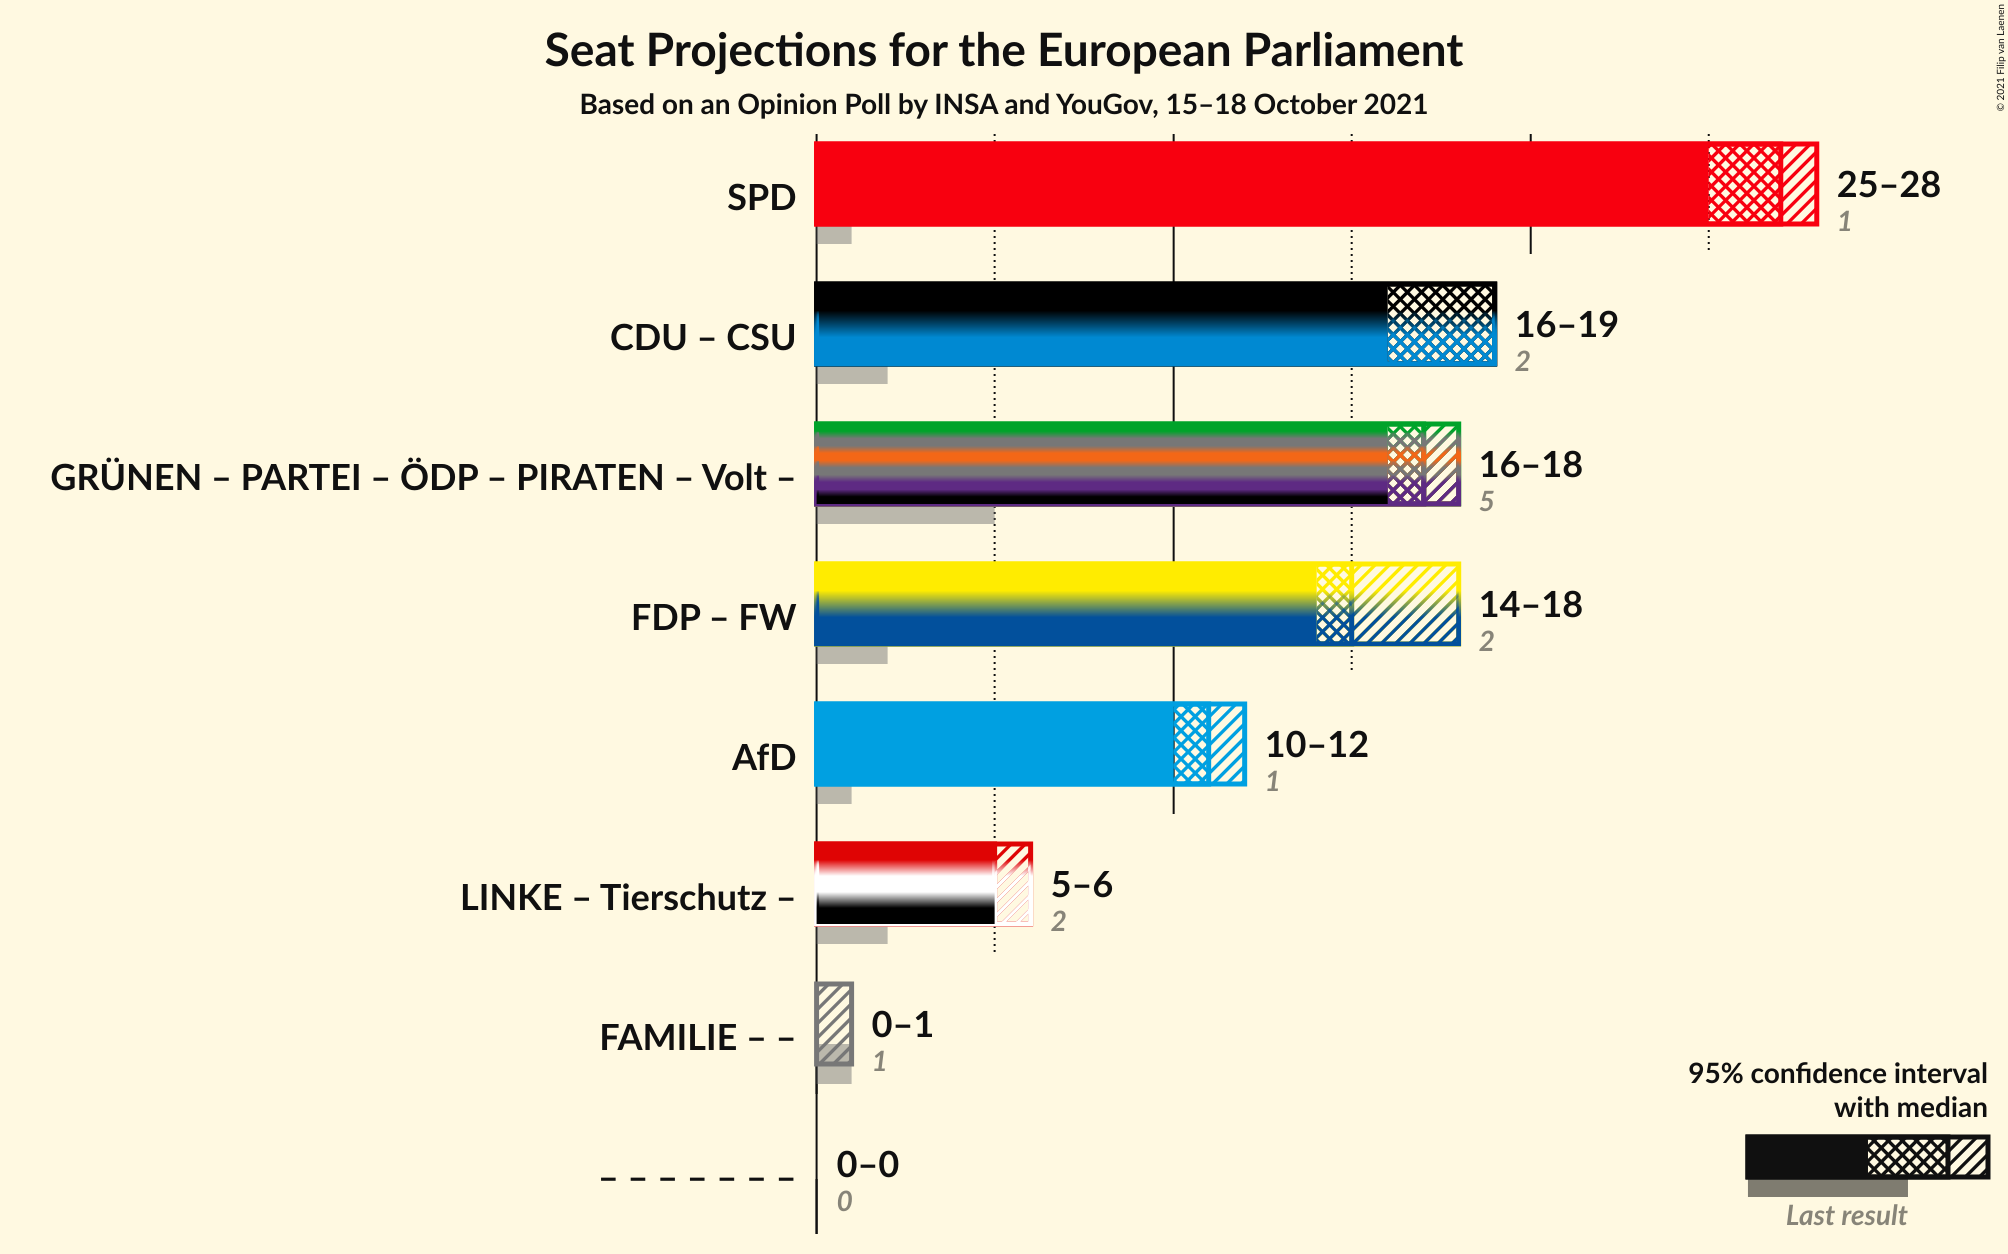 Seat Projections for the European Parliament
Based on an Opinion Poll by INSA and YouGov, 15–18 October 2021
© 2021 Filip van Laenen
SPD
25–28
1
CDU – CSU
16–19
2
GRÜNEN – PARTEI – ÖDP – PIRATEN – Volt –
16–18
5
FDP – FW
14–18
2
AfD
10–12
1
LINKE – Tierschutz –
5–6
2
FAMILIE – –
0–1
1
– – – – – – –
0–0
0
95% confidence interval
with median
Last result